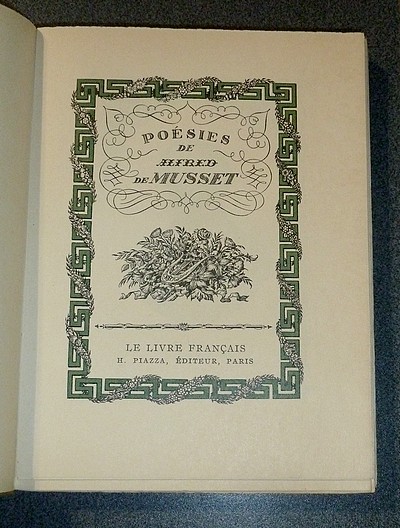 POÉSIES
DE
ALFRED
DE MUSSET
LE LIVRE FRANÇAIS
H. PIAZZA, ÉDITEUR, PARIS